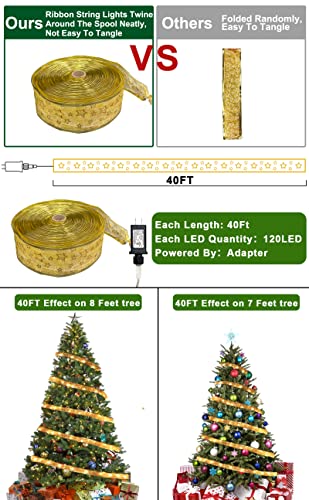 Ours
Ribbon String Lights Twine
Around The Spool Neatly,
Not Easy To Tangle
VS
Others
Folded Randomly,
Easy To Tangle
40FT
Each Length: 40Ft
Each LED Quantity: 120LED
Powered By: Adapter
40FT Effect on 8 Feet tree
40FT Effect on 7 Feet tree